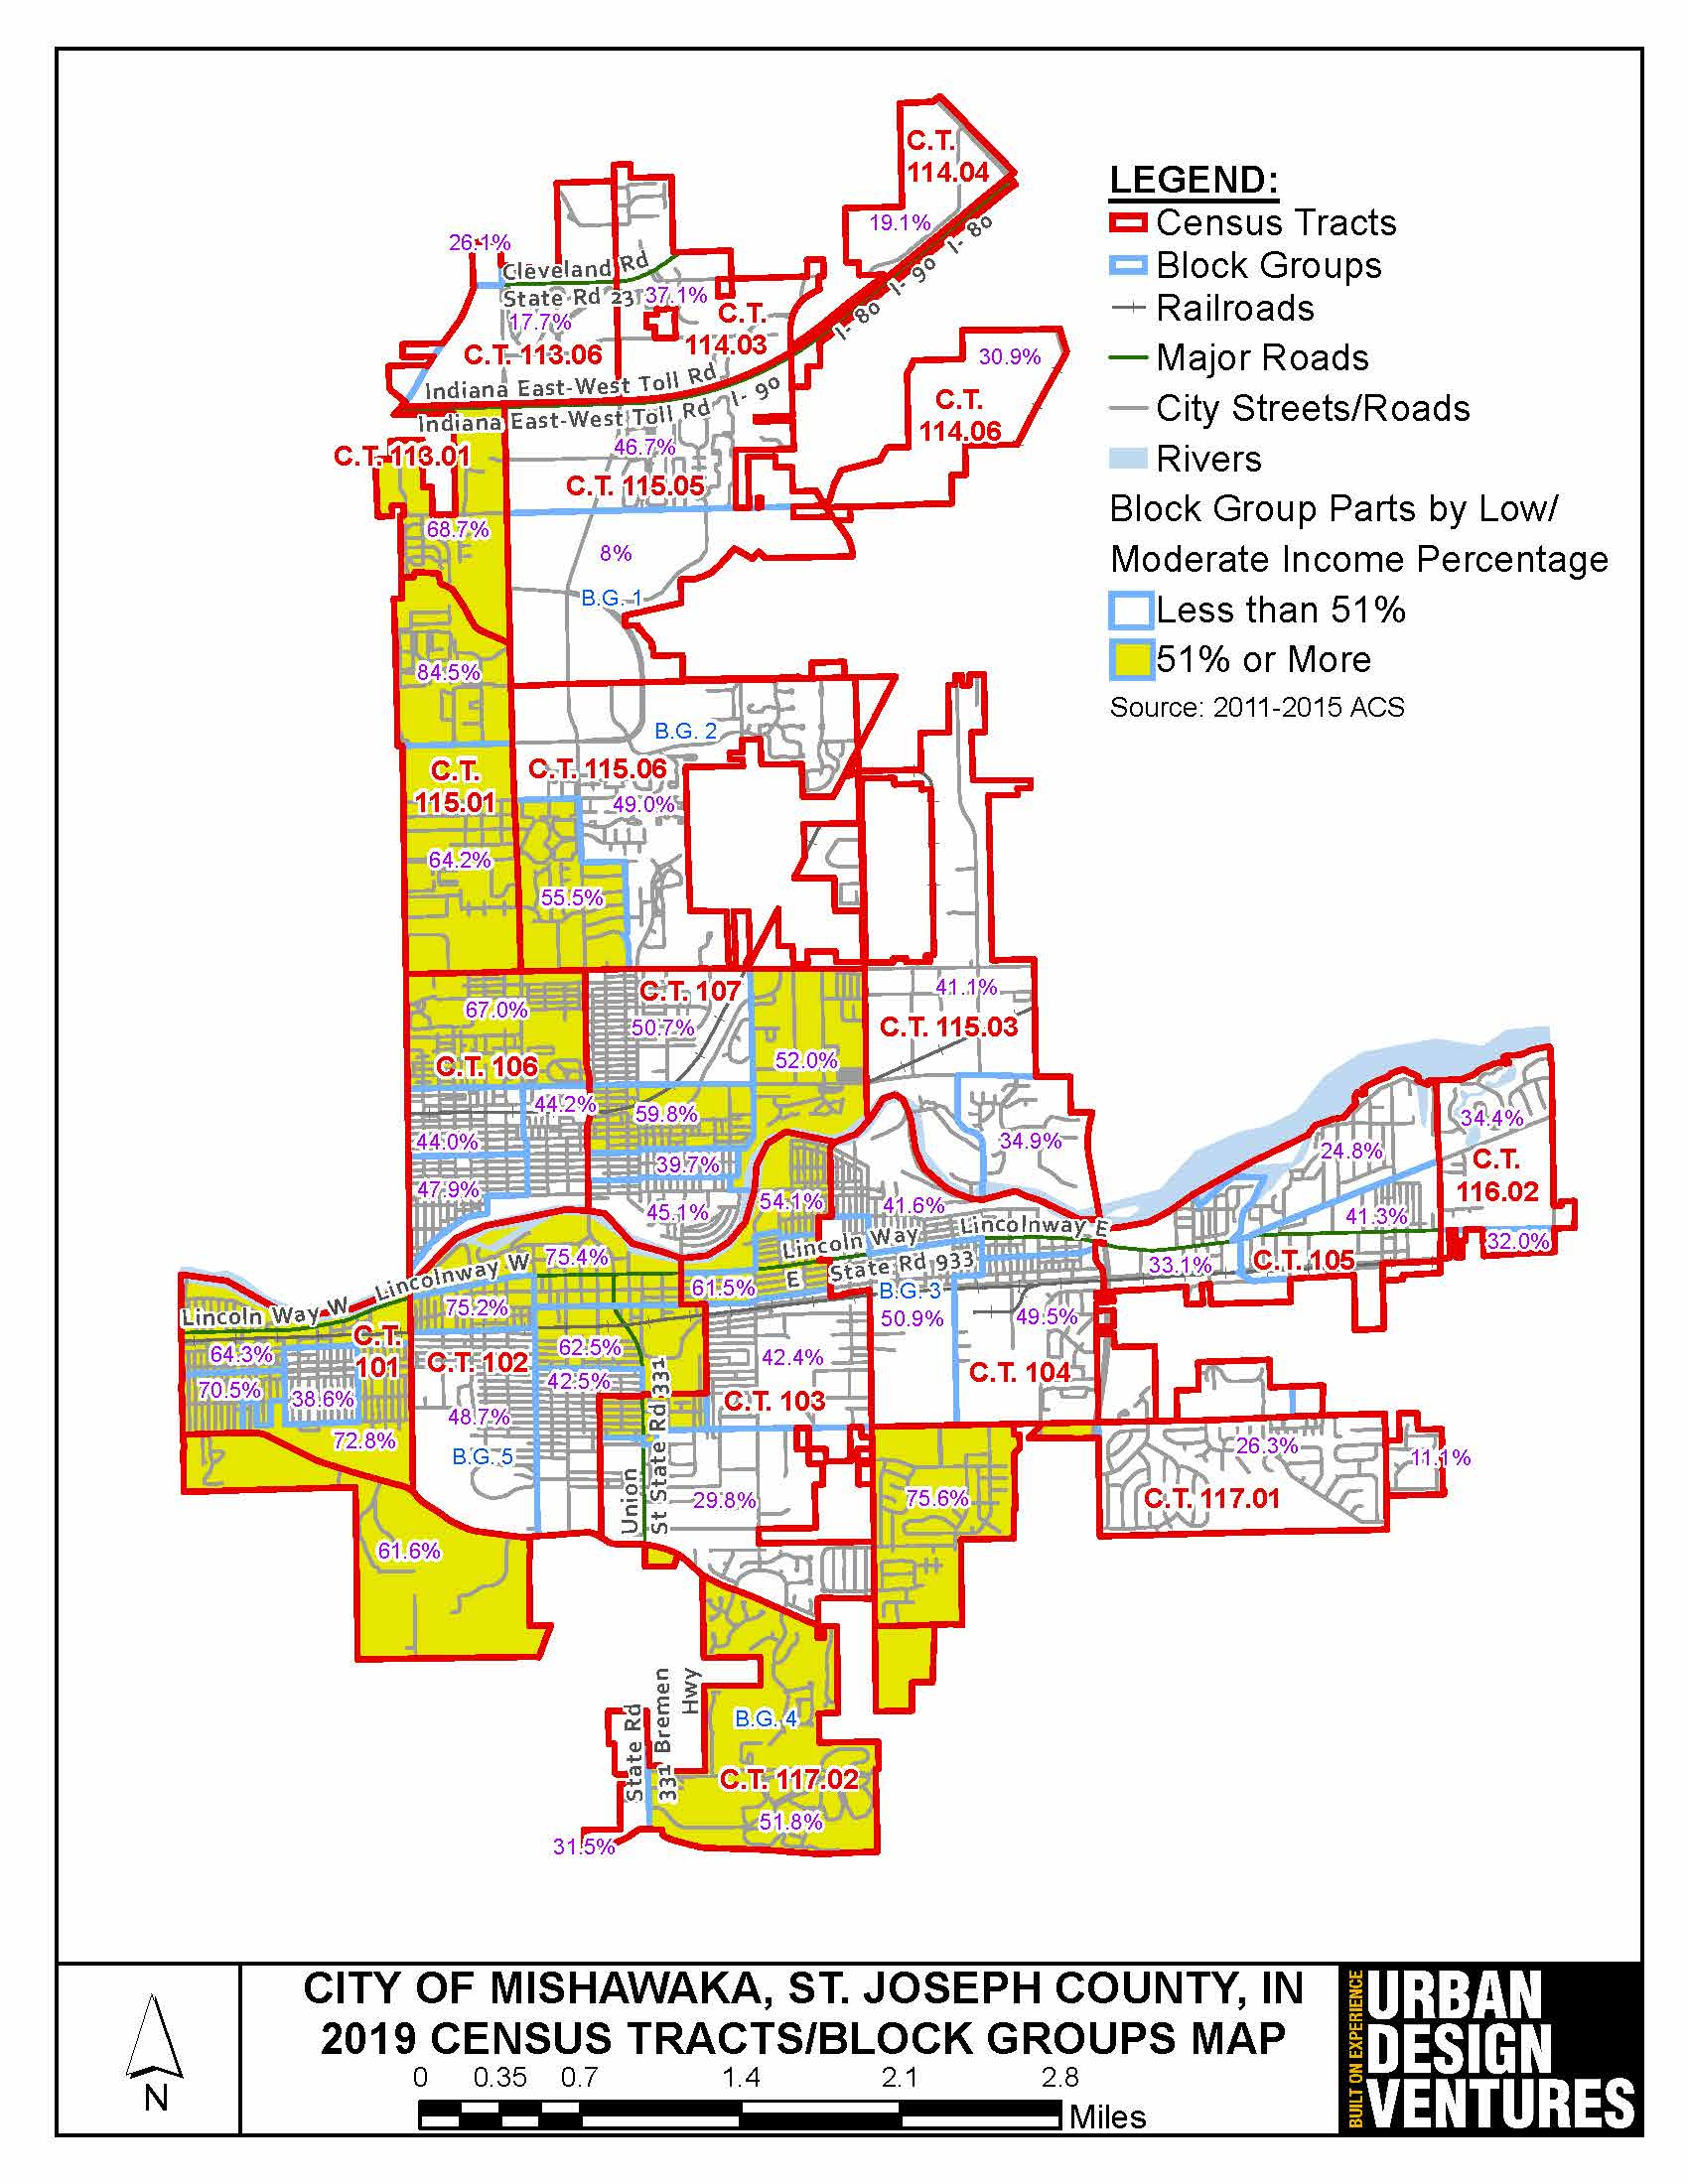 C.T.
114.04
19.1%
I- 80
I- 90
I- 80
26.1%
Cleveland Rd
State Rd 23
37.1%
17.7%
C.T.
114.03
C.T. 113.06
Indiana East-West Toll Rd
I- 90
Indiana East-West Toll Rd
30.9%
C.T.
114.06
C.T. 113.01
46.7%
C.T. 115.05
68.7%
8%
B.G. 1
84.5%
B.G. 2
C.T.
115.01
C.T. 115.06
49.0%
64.2%
55.5%
67.0%
C.T. 107
50.7%
41.1%
C.T. 115.03
52.0%
C.T. 106
44.2%
59.8%
44.0%
39.7%
34.9%
47.9%
45.1%
54.1%
41.6%
24.8%
34.4%
C.T.
116.02
41.3%
32.0%
Lincolnway E
Lincoln Way
E
State Rd 933
33.1%
C.T. 105
75.4%
Lincolnway W
61.5%
B.G. 3
Lincoln Way W
75.2%
50.9%
49.5%
C.T.
101
64.3%
C.T. 102
62.5%
42.4%
C.T. 104
70.5%
38.6%
42.5%
C.T. 103
48.7%
72.8%
B.G. 5
Union
St State Rd 331
29.8%
75.6%
26.3%
11.1%
C.T. 117.01
61.6%
State Rd
331 Bremen
Hwy
B.G. 4
C.T. 117.02
51.8%
31.5%
LEGEND:
Census Tracts
Block Groups
Railroads
Major Roads
City Streets/Roads
Rivers
Block Group Parts by Low/
Moderate Income Percentage
Less than 51%
51% or More
Source: 2011-2015 ACS
N
CITY OF MISHAWAKA, ST. JOSEPH COUNTY, IN
2019 CENSUS TRACTS/BLOCK GROUPS MAP
0 0.35 0.7 1.4 2.1 2.8
Miles
BUILT ON EXPERIENCE
URBAN
DESIGN
VENTURES